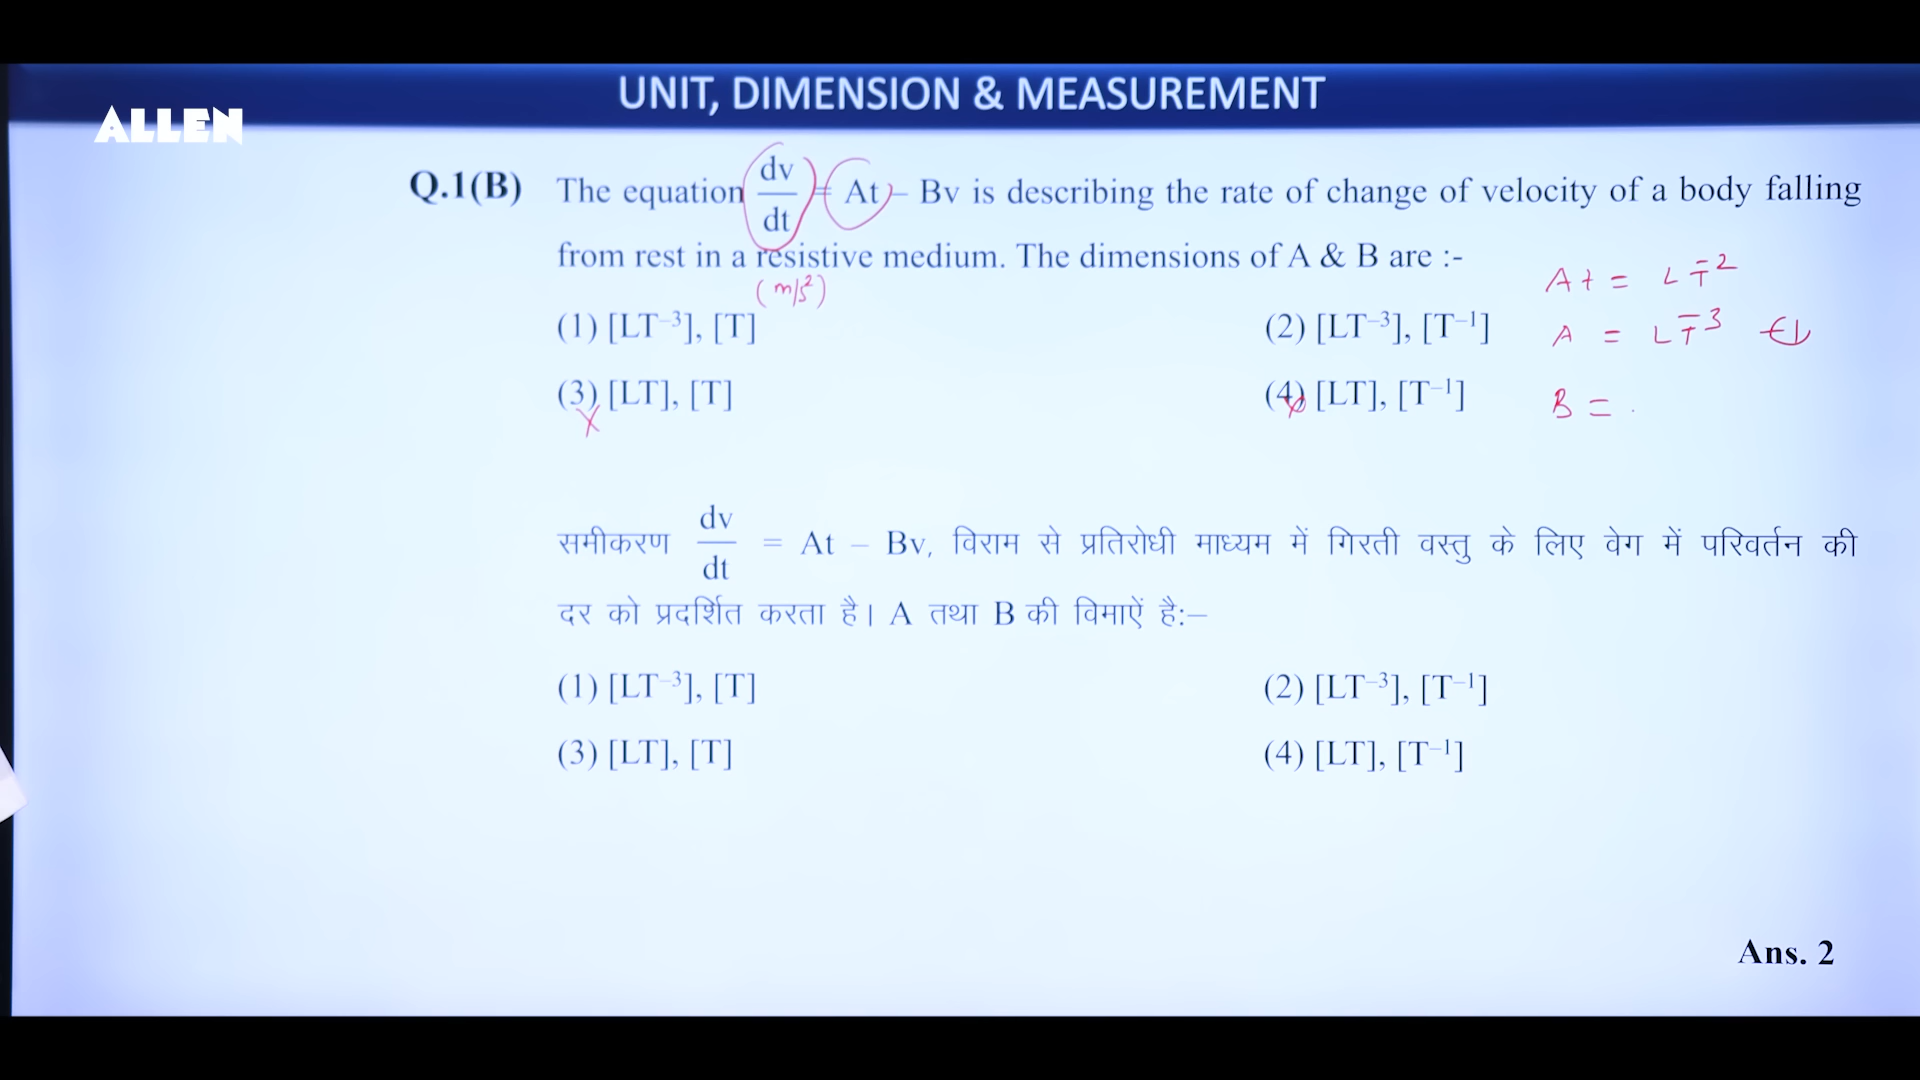 UNIT, DIMENSION & MEASUREMENT
ALLEN
Q.1(B) The equation dv/dt = At – Bv is describing the rate of change of velocity of a body falling
from rest in a resistive medium. The dimensions of A & B are :-
(m/s²)
(1) [LT⁻³], [T] (2) [LT⁻³], [T⁻¹]
(3) [LT], [T] (4) [LT], [T⁻¹]
At = LT⁻²
A = LT⁻³
B =
समीकरण dv/dt = At – Bv, विराम से प्रतिरोधी माध्यम में गिरती वस्तु के लिए वेग में परिवर्तन की
दर को प्रदर्शित करता है। A तथा B की विमाऐं है:–
(1) [LT⁻³], [T] (2) [LT⁻³], [T⁻¹]
(3) [LT], [T] (4) [LT], [T⁻¹]
Ans. 2